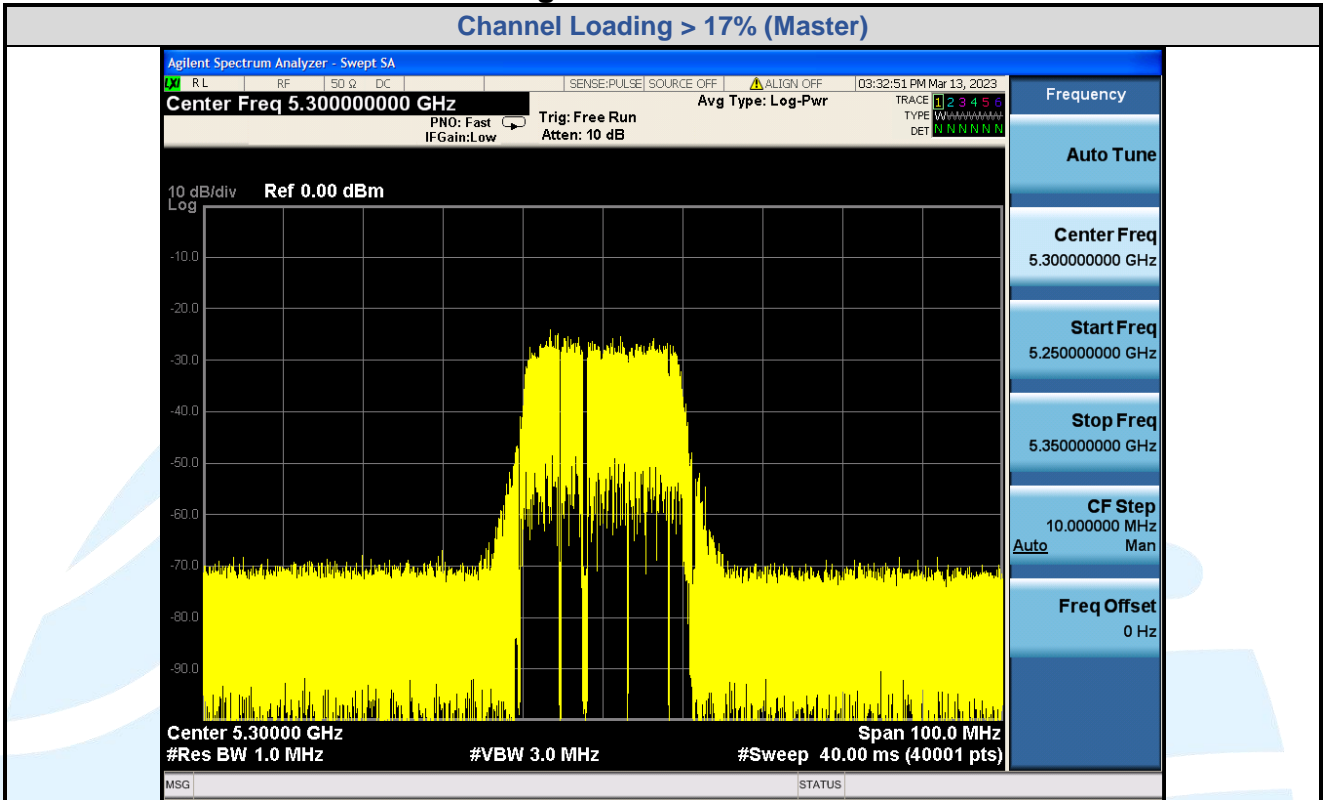 Channel Loading > 17% (Master)
Agilent Spectrum Analyzer - Swept SA
LXI RL RF 50 Ω DC SENSE:PULSE SOURCE OFF ALIGN OFF 03:32:51 PM Mar 13, 2023
Center Freq 5.300000000 GHz Avg Type: Log-Pwr TRACE 1 2 3 4 5 6
PNO: Fast Trig: Free Run TYPE WWWWWW
IFGain:Low Atten: 10 dB DET N N N N N N
10 dB/div Ref 0.00 dBm
Log
-10.0
-20.0
-30.0
-40.0
-50.0
-60.0
-70.0
-80.0
-90.0
Center 5.30000 GHz Span 100.0 MHz
#Res BW 1.0 MHz #VBW 3.0 MHz #Sweep 40.00 ms (40001 pts)
MSG STATUS
Frequency
Auto Tune
Center Freq
5.300000000 GHz
Start Freq
5.250000000 GHz
Stop Freq
5.350000000 GHz
CF Step
10.000000 MHz
Auto Man
Freq Offset
0 Hz